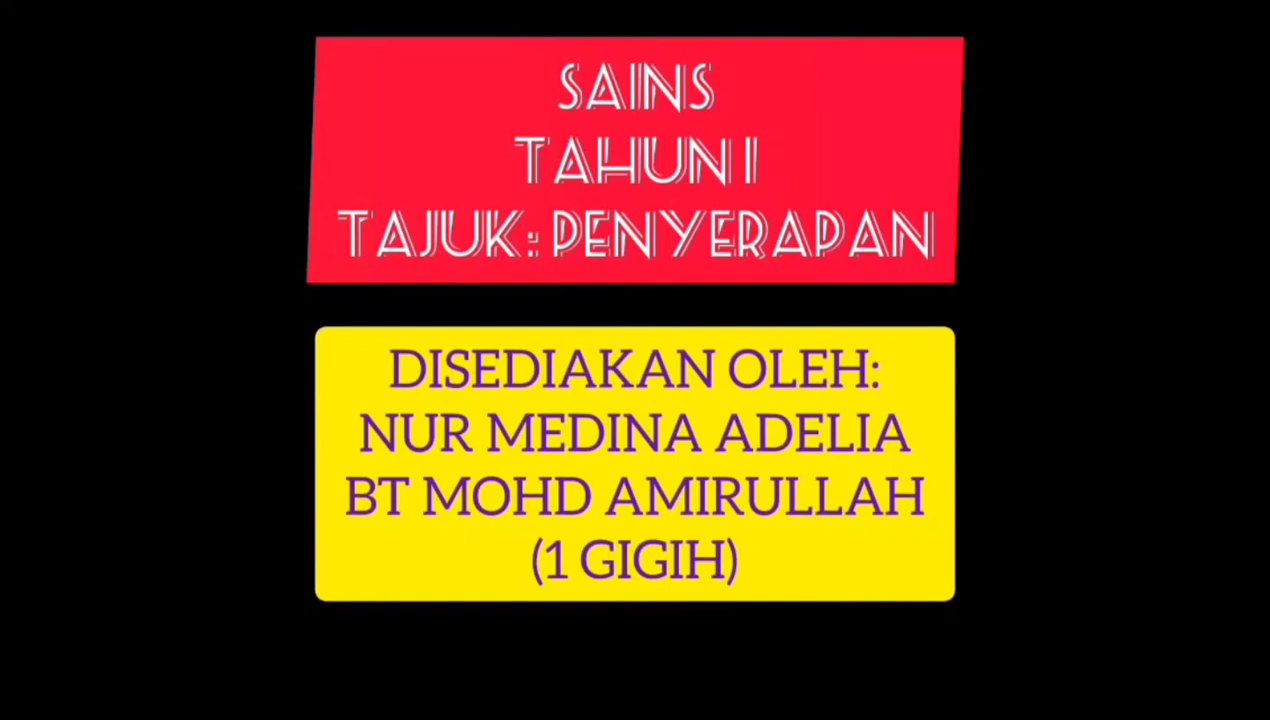 SAINS
TAHUN 1
TAJUK: PENYERAPAN
DISEDIAKAN OLEH:
NUR MEDINA ADELIA
BT MOHD AMIRULLAH
(1 GIGIH)